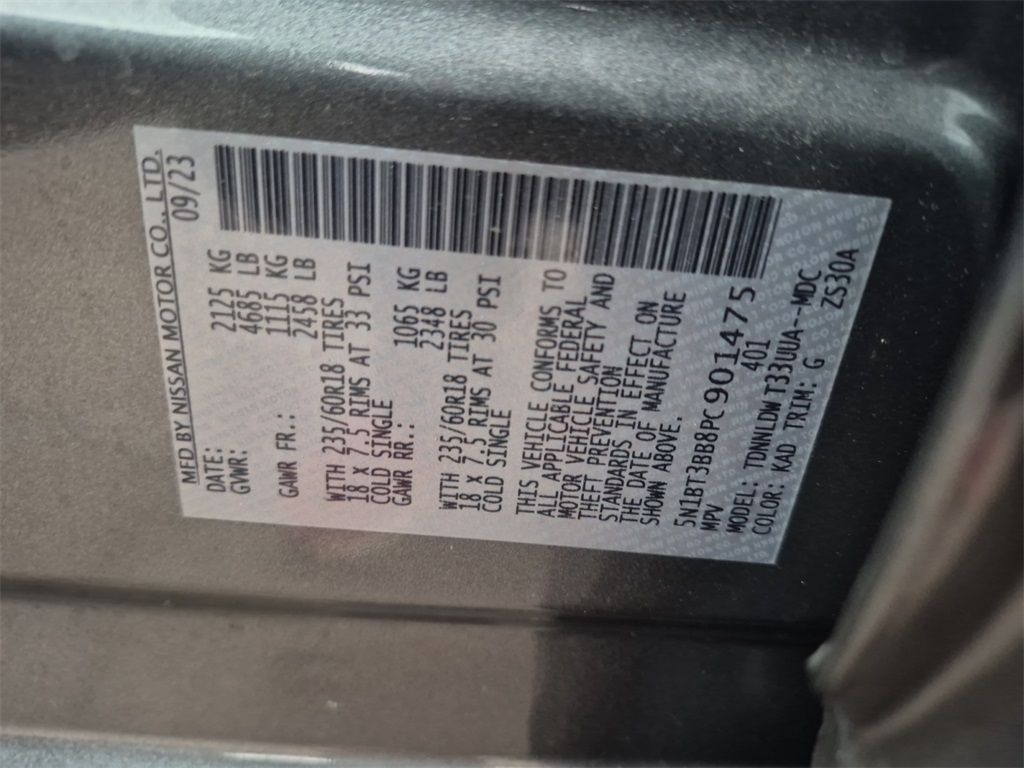 MFD BY NISSAN MOTOR CO., LTD.
DATE: 09/23
GVWR: 2125 KG
4685 LB
GAWR FR.: 1115 KG
2458 LB
WITH 235/60R18 TIRES
18 X 7.5 RIMS AT 33 PSI
COLD SINGLE
GAWR RR.: 1065 KG
2348 LB
WITH 235/60R18 TIRES
18 X 7.5 RIMS AT 30 PSI
COLD SINGLE
THIS VEHICLE CONFORMS TO
ALL APPLICABLE FEDERAL
MOTOR VEHICLE SAFETY AND
THEFT PREVENTION
STANDARDS IN EFFECT ON
THE DATE OF MANUFACTURE
SHOWN ABOVE.
5N1BT3BB8PC901475
MPV 401
MODEL: TDNNLDW T33UUA--MDC
COLOR: KAD TRIM: G ZS30A